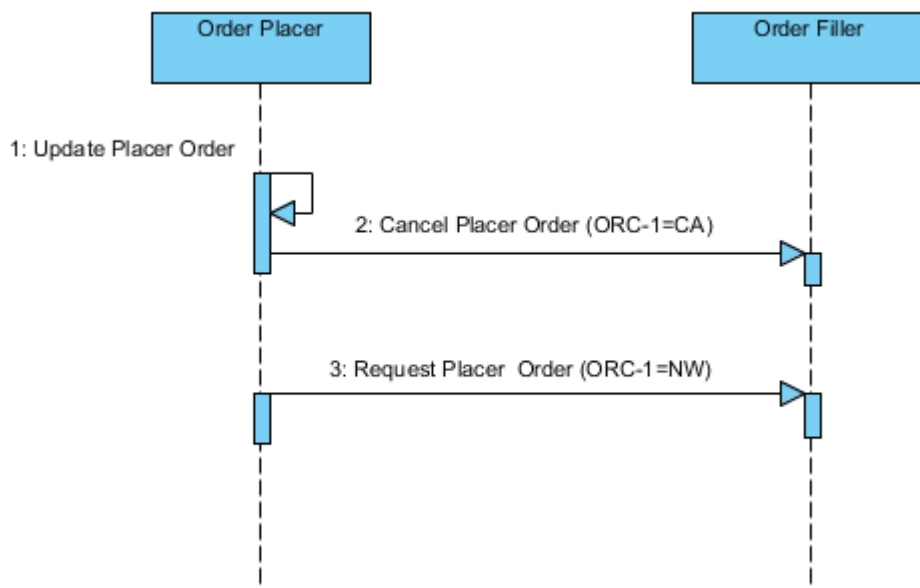 Order Placer
Order Filler
1: Update Placer Order
2: Cancel Placer Order (ORC-1=CA)
3: Request Placer  Order (ORC-1=NW)